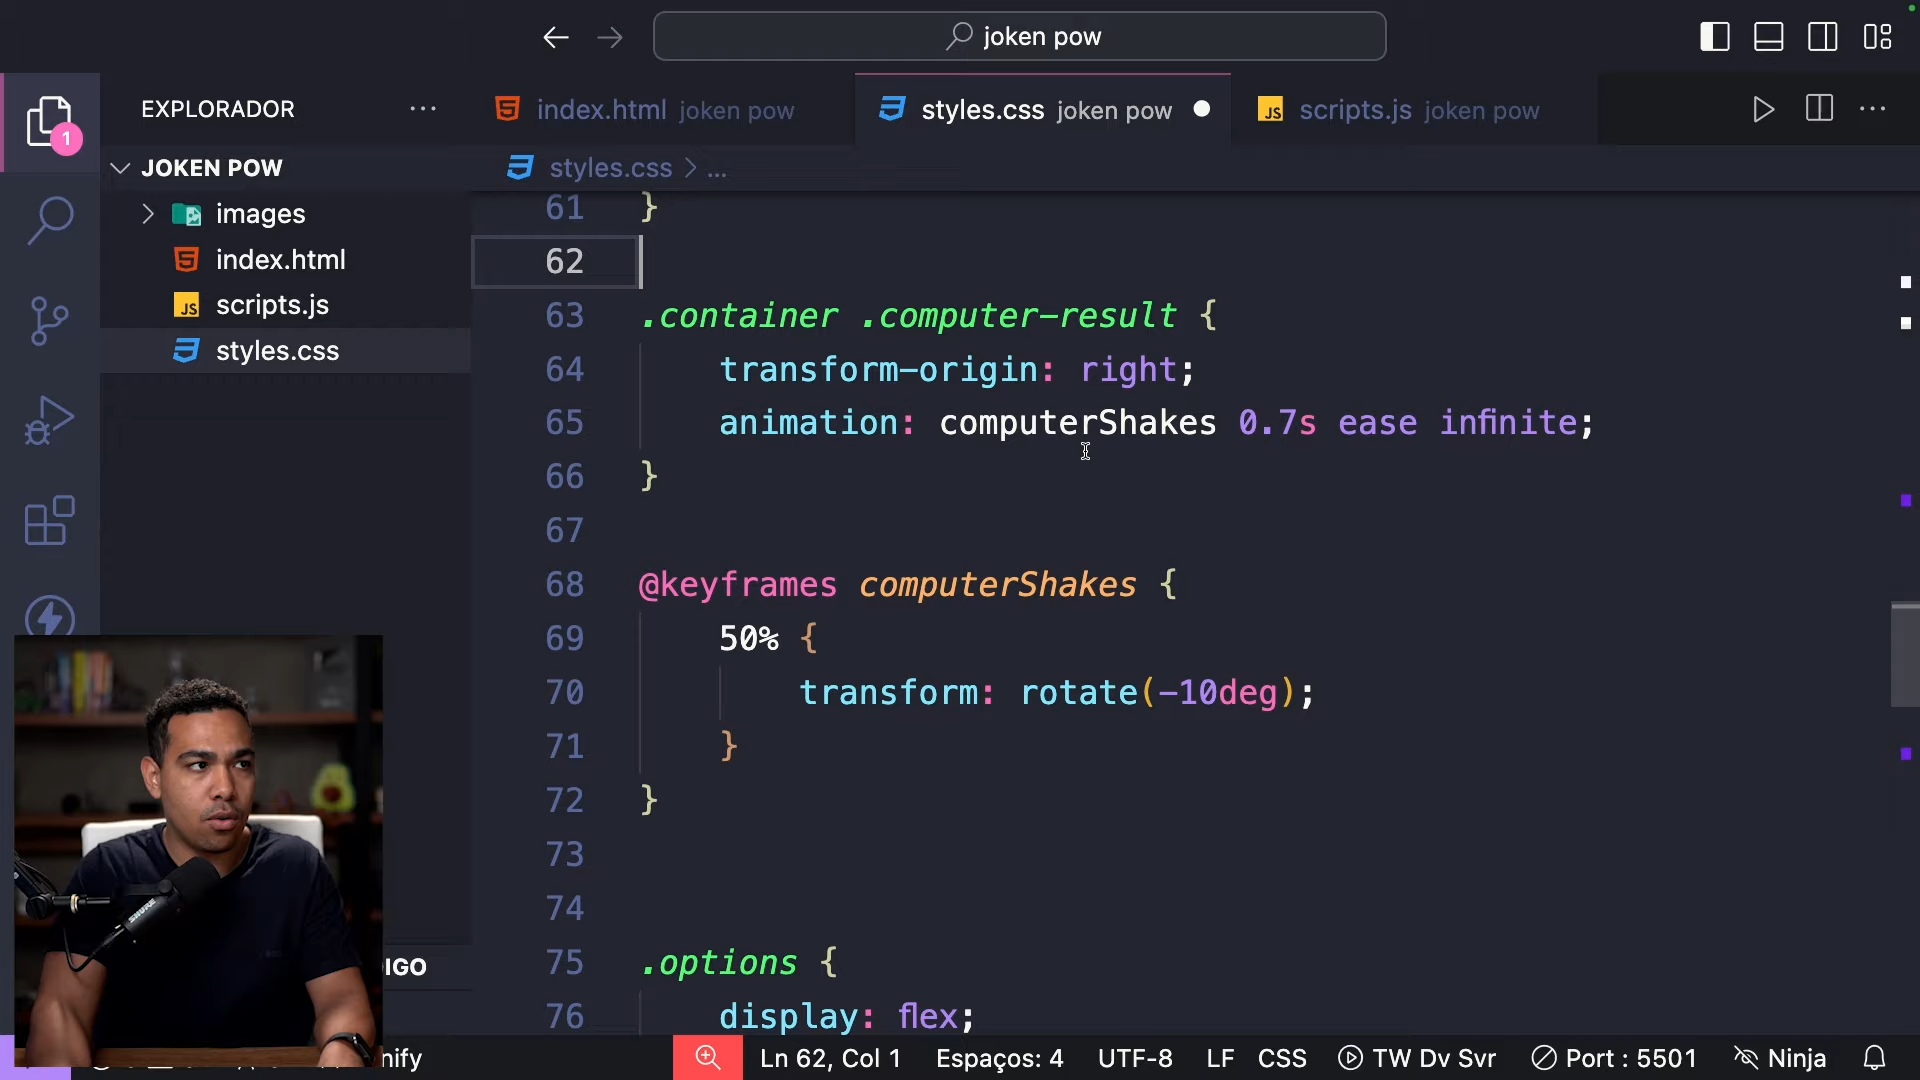 joken pow
EXPLORADOR
index.html joken pow
styles.css joken pow
JS scripts.js joken pow
1
JOKEN POW
styles.css > ...
images
index.html
JS scripts.js
styles.css
61 }
62
63 .container .computer-result {
64 transform-origin: right;
65 animation: computerShakes 0.7s ease infinite;
66 }
67
68 @keyframes computerShakes {
69 50% {
70 transform: rotate(-10deg);
71 }
72 }
73
74
75 .options {
76 display: flex;
IGO
SHURE
nify
Ln 62, Col 1
Espaços: 4
UTF-8
LF
CSS
TW Dv Svr
Port : 5501
Ninja